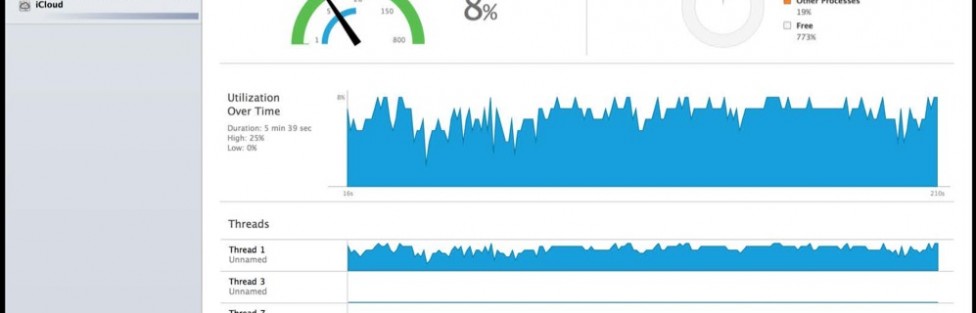 iCloud
5
150
1
800
8%
Other Processes
19%
Free
773%
Utilization
Over Time
Duration: 5 min 39 sec
High: 25%
Low: 0%
8%
210s
Threads
Thread 1
Unnamed
Thread 3
Unnamed
Thread 7